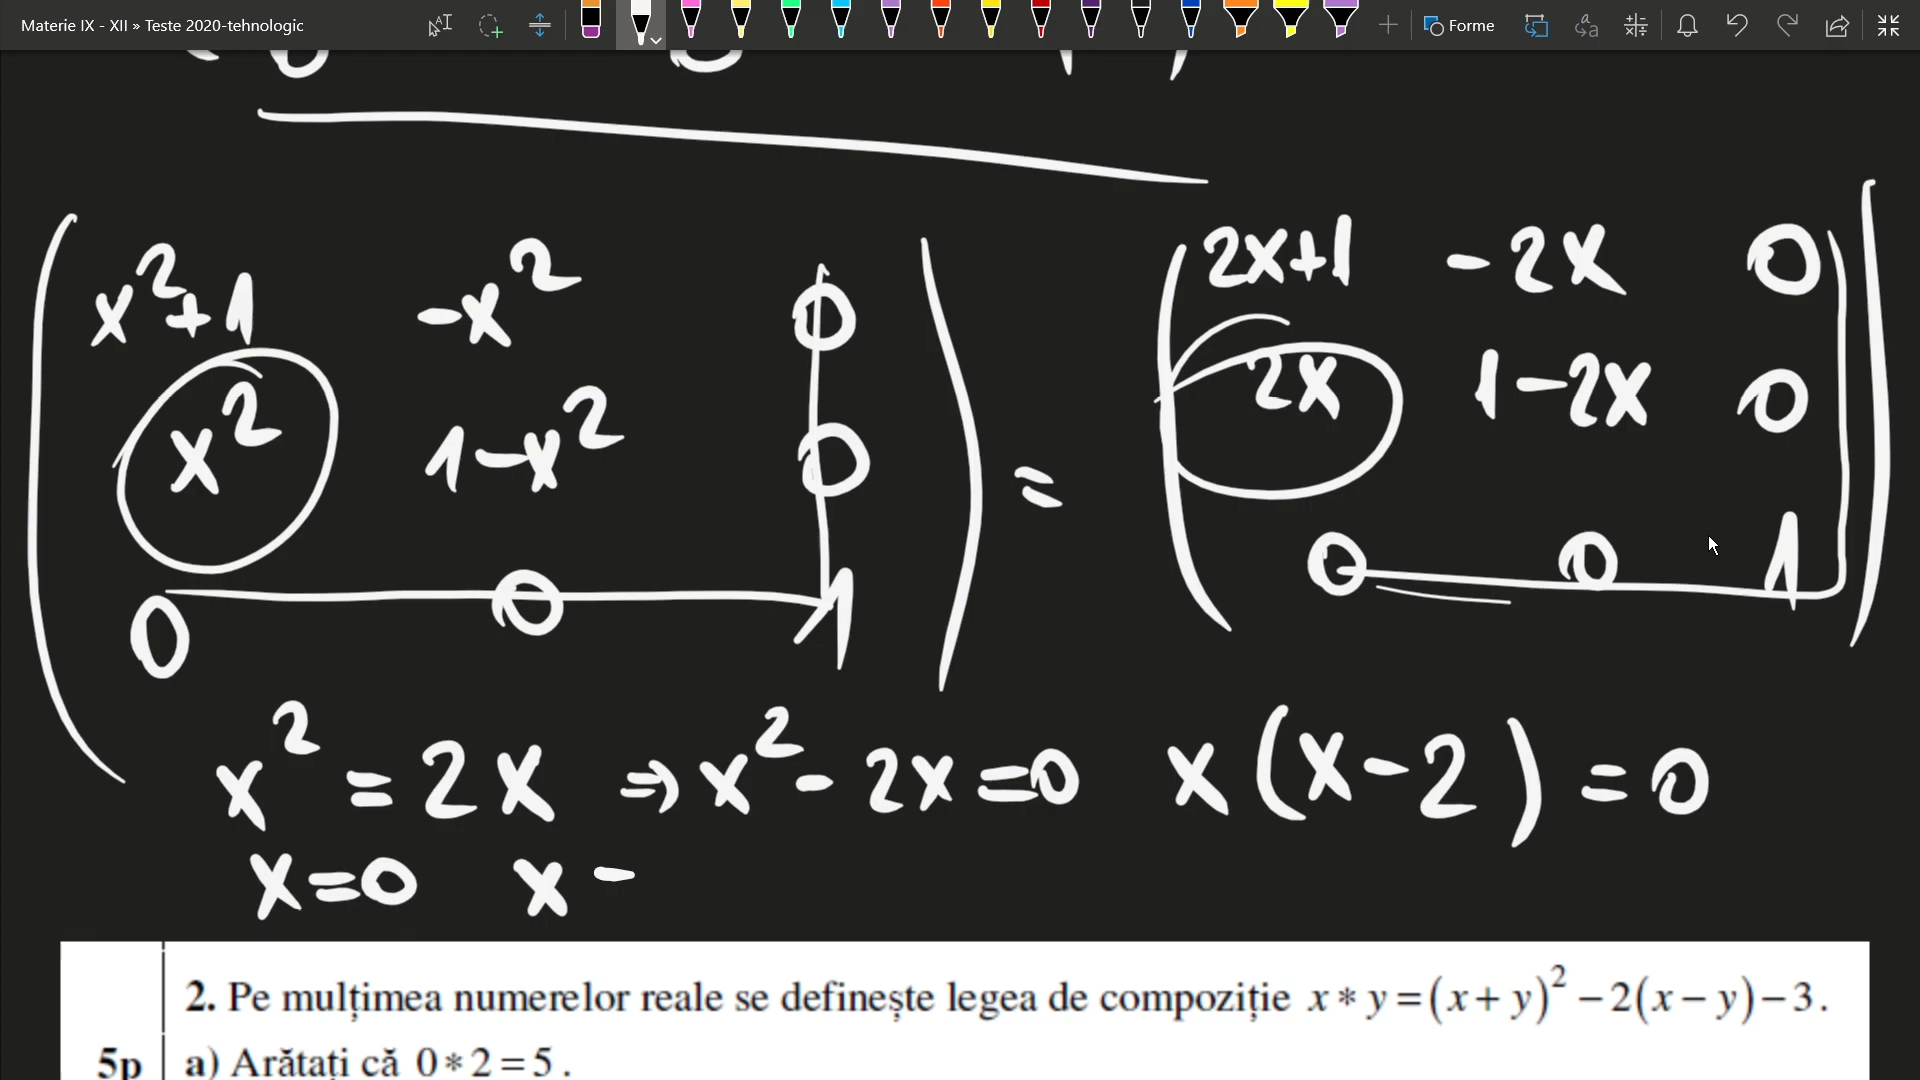 Materie IX - XII » Teste 2020-tehnologic Forme
x²+1 -x² 0 2x+1 -2x 0
x² 1-x² 0 = 2x 1-2x 0
0 0 1 0 0 1
x² = 2x ⇒ x² - 2x = 0 x(x-2) = 0
x=0 x -
2. Pe mulțimea numerelor reale se definește legea de compoziție x * y = (x + y)² − 2(x − y) − 3.
5p a) Arătați că 0 * 2 = 5.